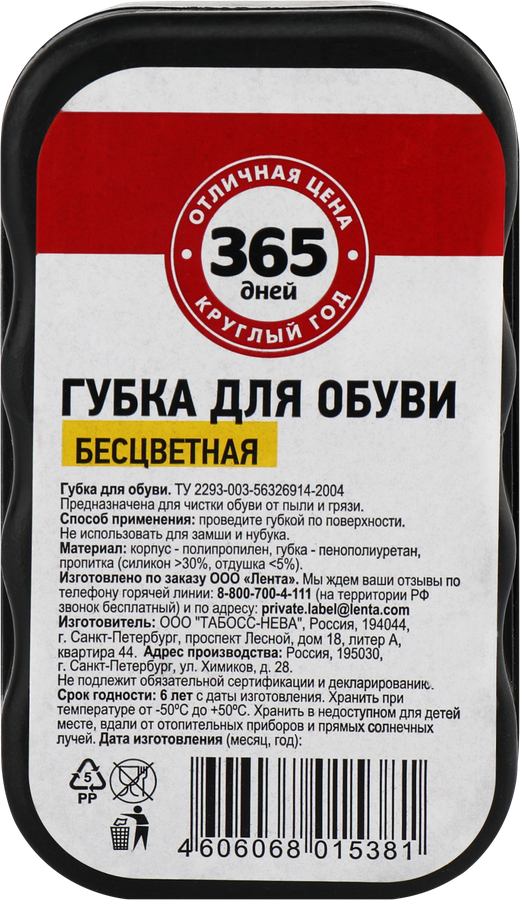 ОТЛИЧНАЯ ЦЕНА
365
дней
КРУГЛЫЙ ГОД
ГУБКА ДЛЯ ОБУВИ
БЕСЦВЕТНАЯ
Губка для обуви. ТУ 2293-003-56326914-2004
Предназначена для чистки обуви от пыли и грязи.
Способ применения: проведите губкой по поверхности.
Не использовать для замши и нубука.
Материал: корпус - полипропилен, губка - пенополиуретан,
пропитка (силикон >30%, отдушка <5%).
Изготовлено по заказу ООО «Лента». Мы ждем ваши отзывы по
телефону горячей линии: 8-800-700-4-111 (на территории РФ
звонок бесплатный) и по адресу: private.label@lenta.com
Изготовитель: ООО "ТАБОСС-НЕВА", Россия, 194044,
г. Санкт-Петербург, проспект Лесной, дом 18, литер А,
квартира 44. Адрес производства: Россия, 195030,
г. Санкт-Петербург, ул. Химиков, д. 28.
Не подлежит обязательной сертификации и декларированию.
Срок годности: 6 лет с даты изготовления. Хранить при
температуре от -50ºС до +50ºС. Хранить в недоступном для детей
месте, вдали от отопительных приборов и прямых солнечных
лучей. Дата изготовления (месяц, год):
5
PP
4 606068 015381